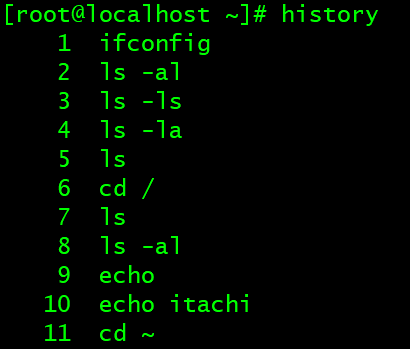 [root@localhost ~]# history
1 ifconfig
2 ls -al
3 ls -ls
4 ls -la
5 ls
6 cd /
7 ls
8 ls -al
9 echo
10 echo itachi
11 cd ~